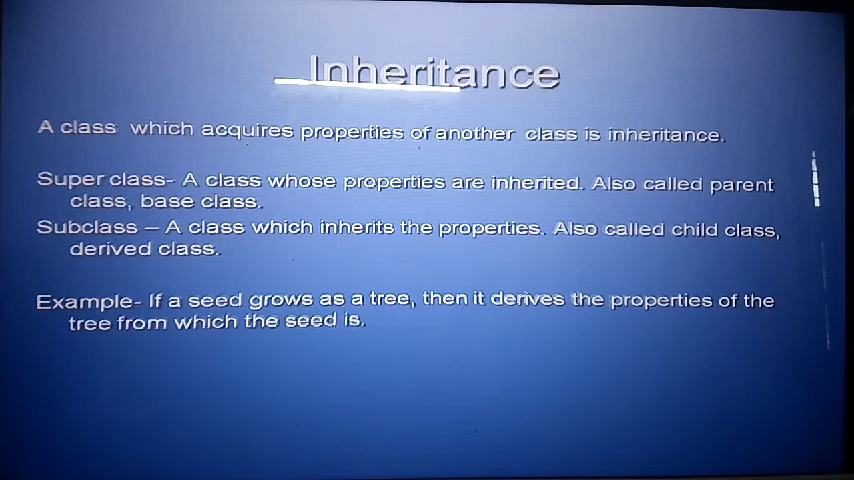 Inheritance
A class which acquires properties of another class is inheritance.
Super class- A class whose properties are inherited. Also called parent
class, base class.
Subclass – A class which inherits the properties. Also called child class,
derived class.
Example- If a seed grows as a tree, then it derives the properties of the
tree from which the seed is.